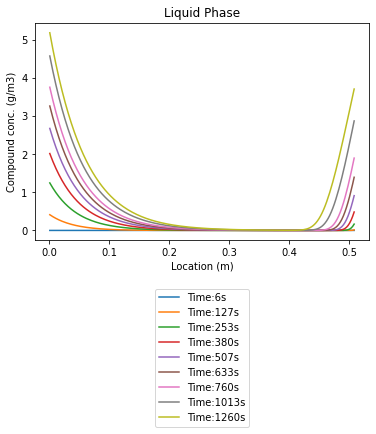 Liquid Phase
Compound conc. (g/m3)
5
4
3
2
1
0
0.0 0.1 0.2 0.3 0.4 0.5
Location (m)
Time:6s
Time:127s
Time:253s
Time:380s
Time:507s
Time:633s
Time:760s
Time:1013s
Time:1260s